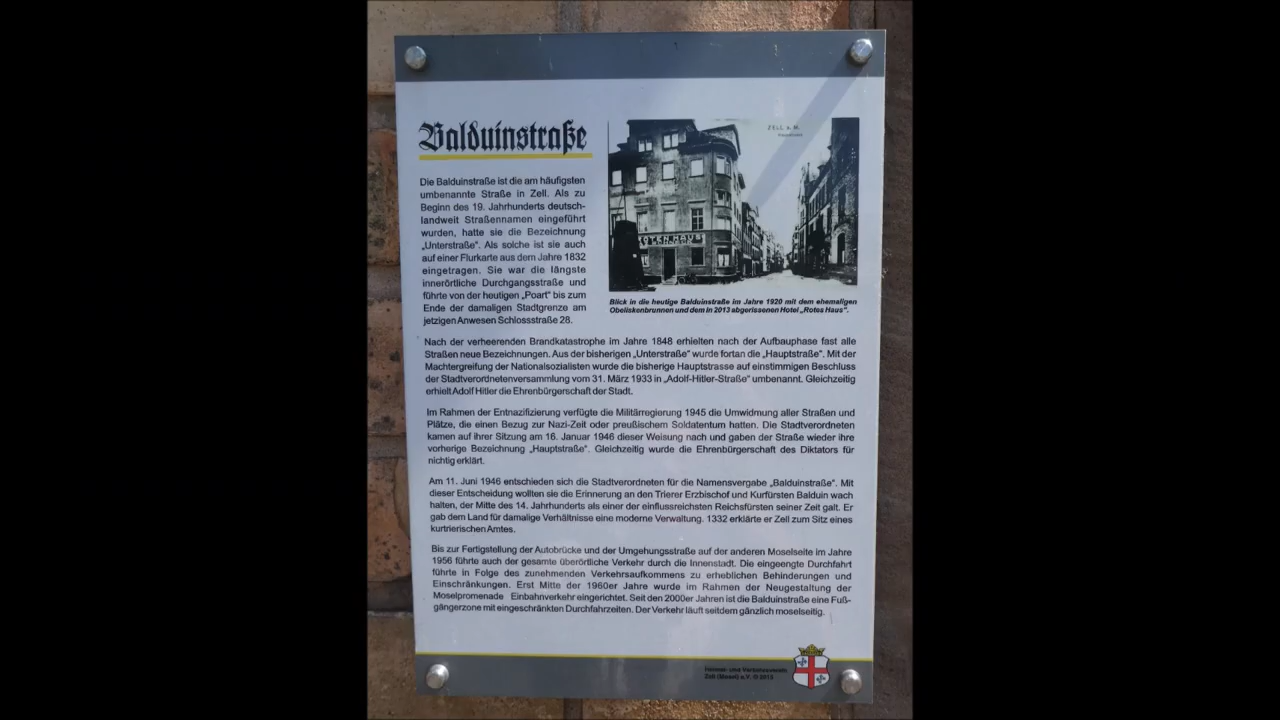 Balduinstraße
Die Balduinstraße ist die am häufigsten
umbenannte Straße in Zell. Als zu
Beginn des 19. Jahrhunderts deutsch-
landweit Straßennamen eingeführt
wurden, hatte sie die Bezeichnung
„Unterstraße“. Als solche ist sie auch
auf einer Flurkarte aus dem Jahre 1832
eingetragen. Sie war die längste
innerörtliche Durchgangsstraße und
führte von der heutigen „Poart“ bis zum
Ende der damaligen Stadtgrenze am
jetzigen Anwesen Schlossstraße 28.
ZELL a. M.
ROTES HAUS
Blick in die heutige Balduinstraße im Jahre 1920 mit dem ehemaligen
Obeliskenbrunnen und dem in 2013 abgerissenen Hotel „Rotes Haus“.
Nach der verheerenden Brandkatastrophe im Jahre 1848 erhielten nach der Aufbauphase fast alle
Straßen neue Bezeichnungen. Aus der bisherigen „Unterstraße“ wurde fortan die „Hauptstraße“. Mit der
Machtergreifung der Nationalsozialisten wurde die bisherige Hauptstrasse auf einstimmigen Beschluss
der Stadtverordnetenversammlung vom 31. März 1933 in „Adolf-Hitler-Straße“ umbenannt. Gleichzeitig
erhielt Adolf Hitler die Ehrenbürgerschaft der Stadt.
Im Rahmen der Entnazifizierung verfügte die Militärregierung 1945 die Umwidmung aller Straßen und
Plätze, die einen Bezug zur Nazi-Zeit oder preußischem Soldatentum hatten. Die Stadtverordneten
kamen auf ihrer Sitzung am 16. Januar 1946 dieser Weisung nach und gaben der Straße wieder ihre
vorherige Bezeichnung „Hauptstraße“. Gleichzeitig wurde die Ehrenbürgerschaft des Diktators für
nichtig erklärt.
Am 11. Juni 1946 entschieden sich die Stadtverordneten für die Namensvergabe „Balduinstraße“. Mit
dieser Entscheidung wollten sie die Erinnerung an den Trierer Erzbischof und Kurfürsten Balduin wach
halten, der Mitte des 14. Jahrhunderts als einer der einflussreichsten Reichsfürsten seiner Zeit galt. Er
gab dem Land für damalige Verhältnisse eine moderne Verwaltung. 1332 erklärte er Zell zum Sitz eines
kurtrierischen Amtes.
Bis zur Fertigstellung der Autobrücke und der Umgehungsstraße auf der anderen Moselseite im Jahre
1956 führte auch der gesamte überörtliche Verkehr durch die Innenstadt. Die eingeengte Durchfahrt
führte in Folge des zunehmenden Verkehrsaufkommens zu erheblichen Behinderungen und
Einschränkungen. Erst Mitte der 1960er Jahre wurde im Rahmen der Neugestaltung der
Moselpromenade Einbahnverkehr eingerichtet. Seit den 2000er Jahren ist die Balduinstraße eine Fuß-
gängerzone mit eingeschränkten Durchfahrzeiten. Der Verkehr läuft seitdem gänzlich moselseitig.
Heimat- und Verkehrsverein
Zell (Mosel) e.V. © 2013